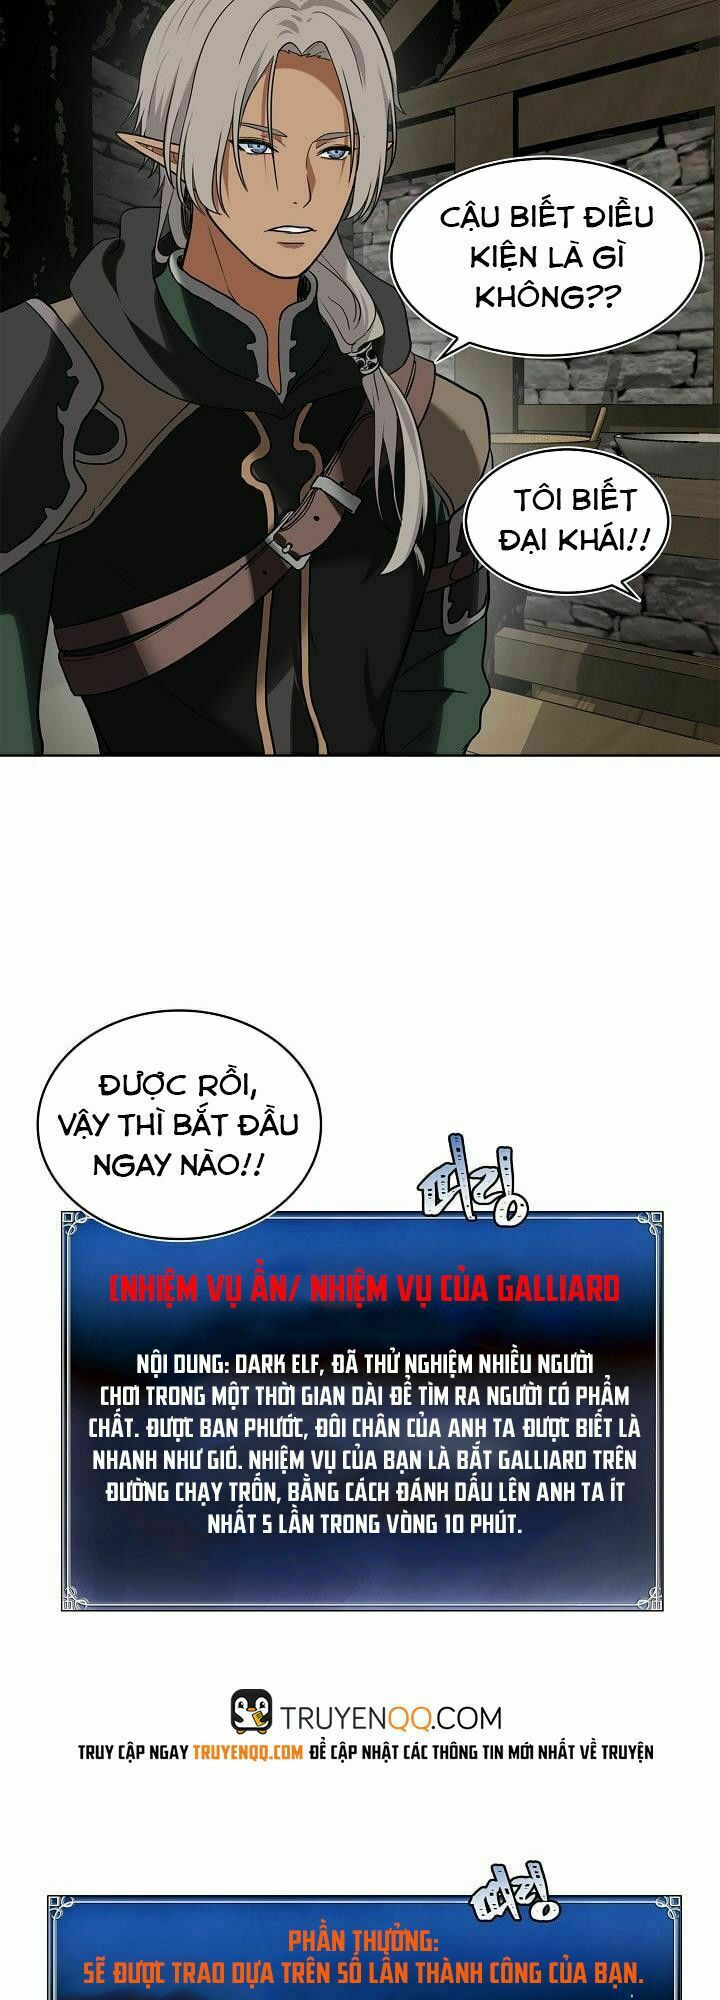 CẬU BIẾT ĐIỀU
KIỆN LÀ GÌ
KHÔNG??
TÔI BIẾT
ĐẠI KHÁI!!
ĐƯỢC RỒI,
VẬY THÌ BẮT ĐẦU
NGAY NÀO!!
띠링
[NHIỆM VỤ ẨN/ NHIỆM VỤ CỦA GALLIARD
NỘI DUNG: DARK ELF, ĐÃ THỬ NGHIỆM NHIỀU NGƯỜI
CHƠI TRONG MỘT THỜI GIAN DÀI ĐỂ TÌM RA NGƯỜI CÓ PHẨM
CHẤT. ĐƯỢC BAN PHƯỚC, ĐÔI CHÂN CỦA ANH TA ĐƯỢC BIẾT LÀ
NHANH NHƯ GIÓ. NHIỆM VỤ CỦA BẠN LÀ BẮT GALLIARD TRÊN
ĐƯỜNG CHẠY TRỐN, BẰNG CÁCH ĐÁNH DẤU LÊN ANH TA ÍT
NHẤT 5 LẦN TRONG VÒNG 10 PHÚT.
TRUYENQQ.COM
TRUY CẬP NGAY TRUYENQQ.COM ĐỂ CẬP NHẬT CÁC THÔNG TIN MỚI NHẤT VỀ TRUYỆN
띠링
PHẦN THƯỞNG:
SẼ ĐƯỢC TRAO DỰA TRÊN SỐ LẦN THÀNH CÔNG CỦA BẠN.